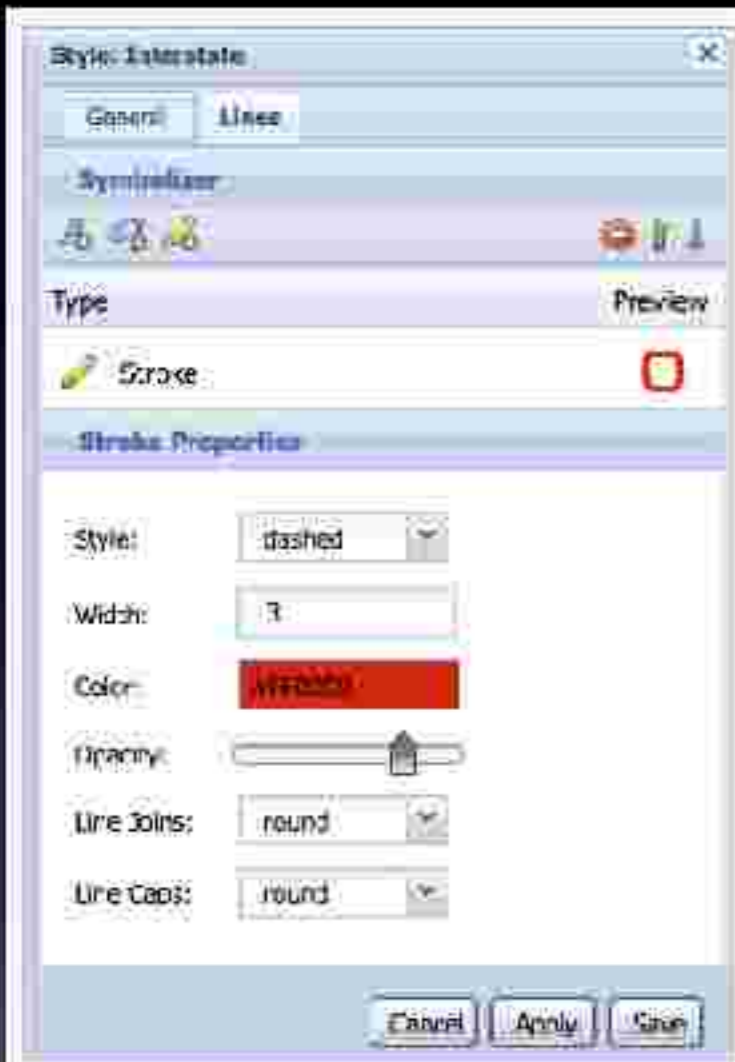 Style: Interstate
General Lines
Symbolizer
Type Preview
Stroke
Stroke Properties
Style: dashed
Width: 3
Color:
Opacity:
Line Joins: round
Line Caps: round
Cancel Apply Save